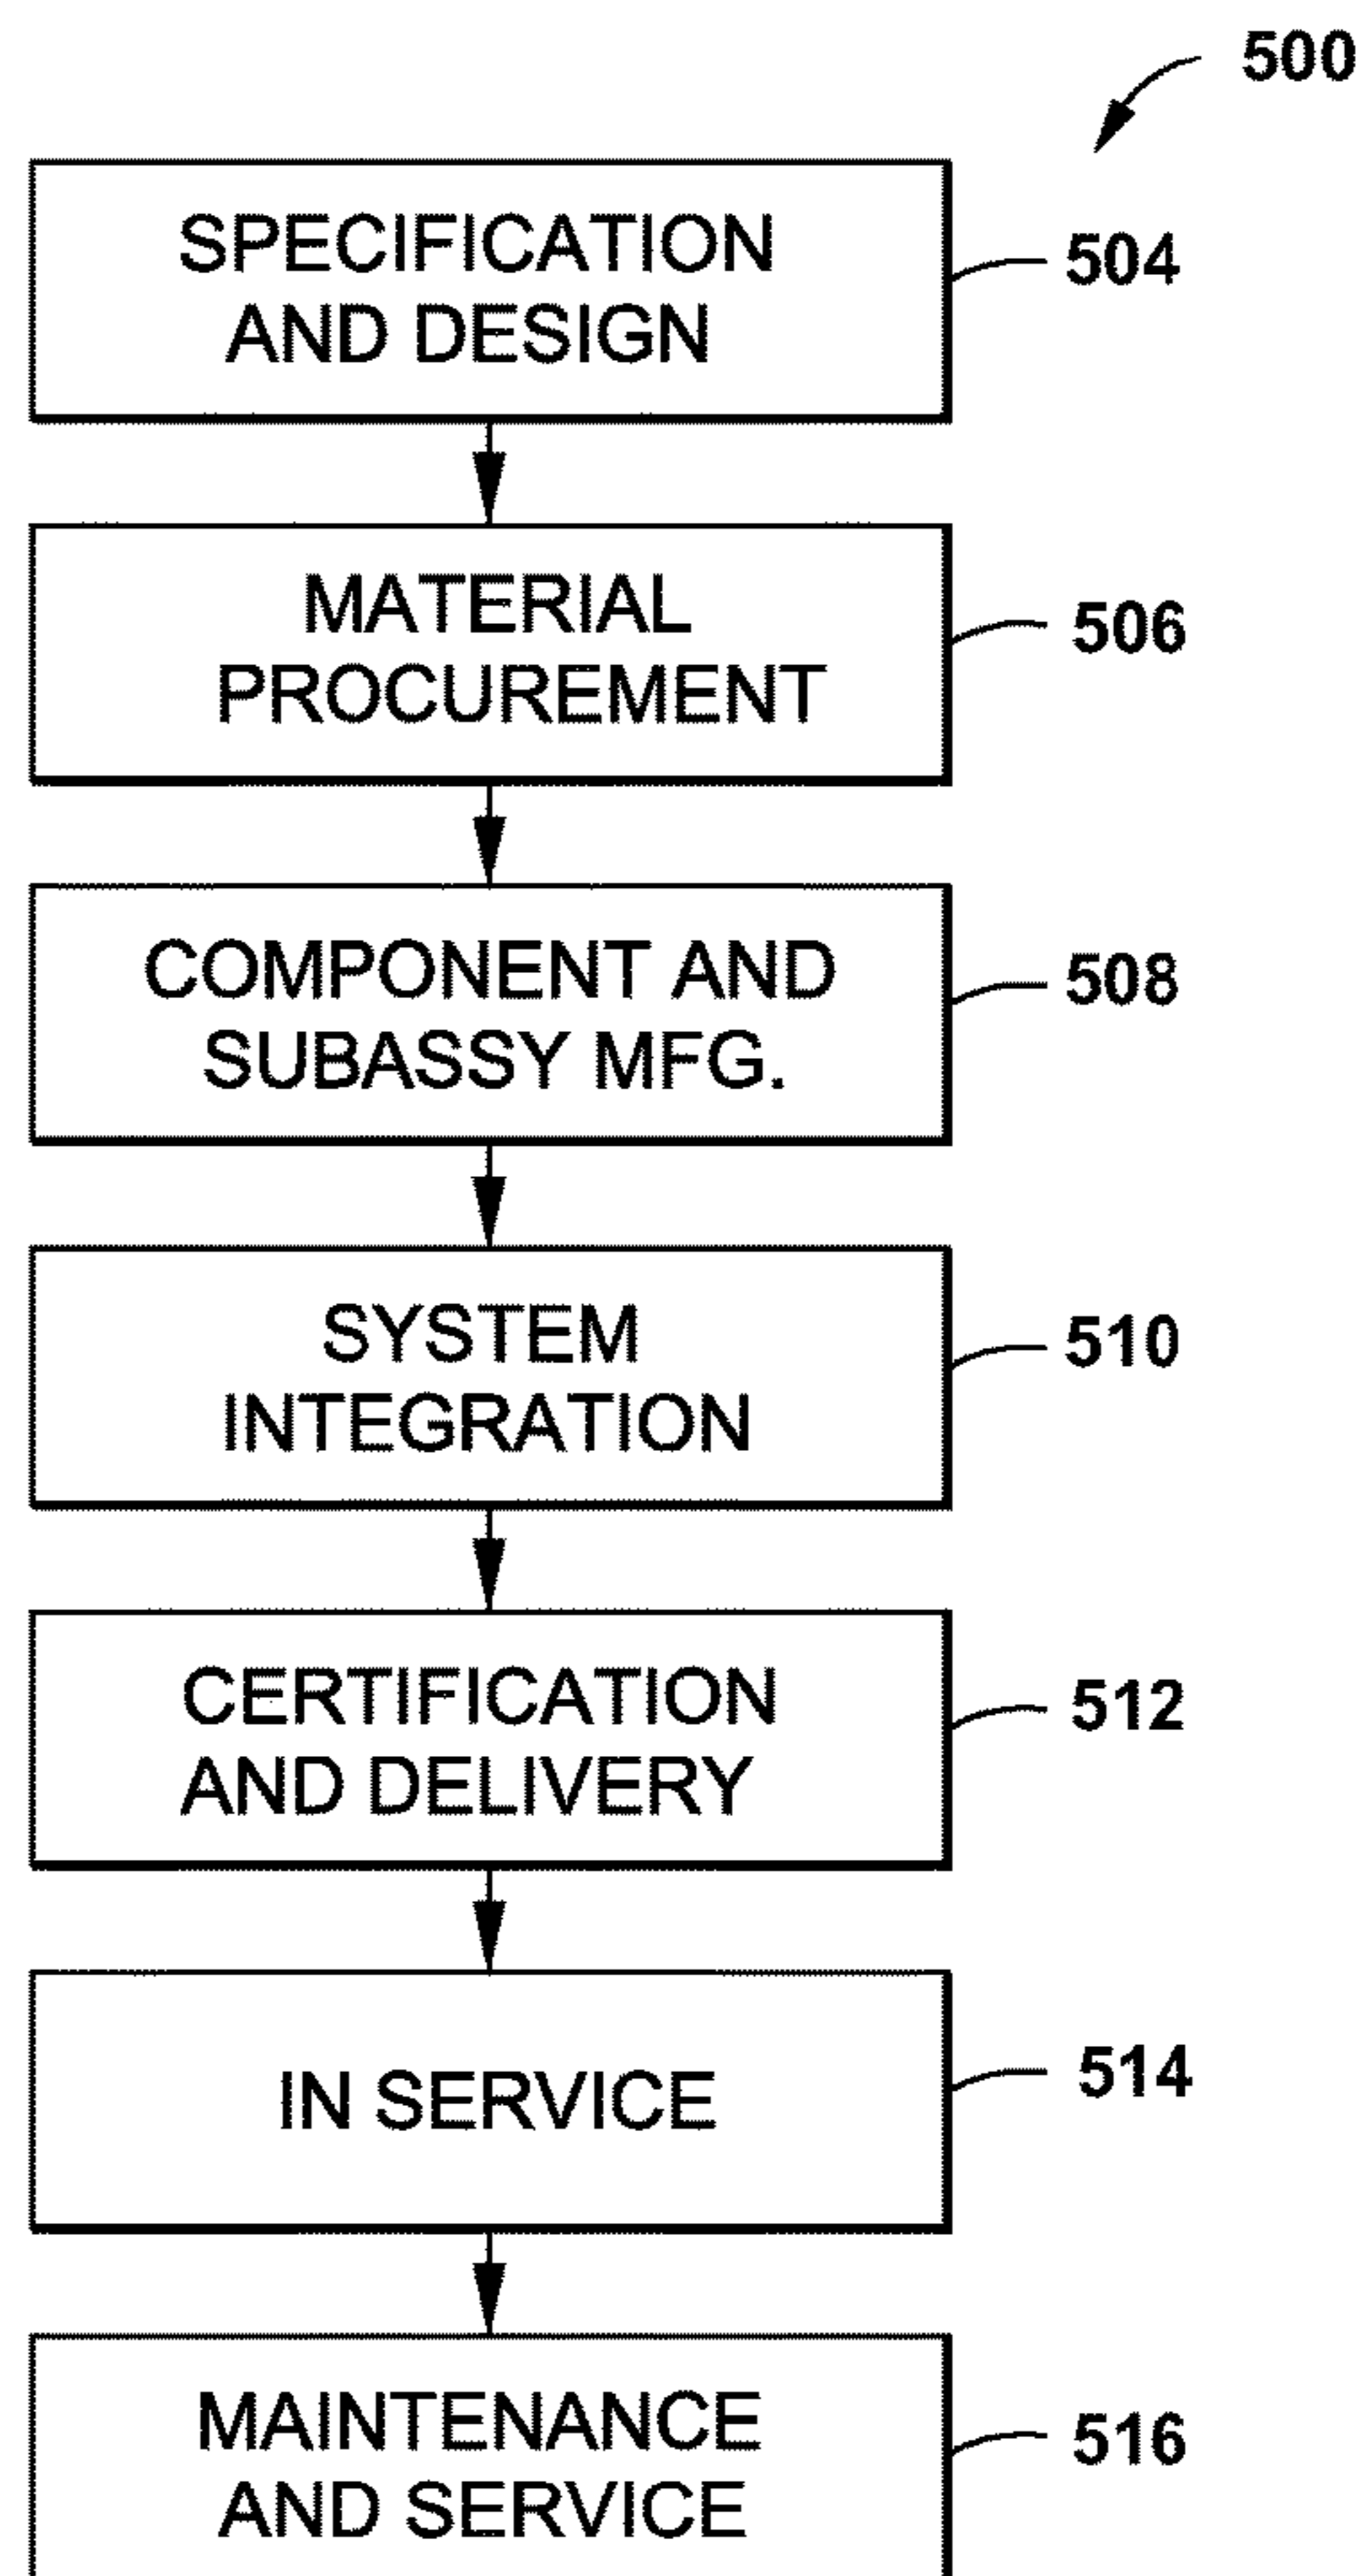 500
SPECIFICATION
AND DESIGN
504
MATERIAL
PROCUREMENT
506
COMPONENT AND
SUBASSY MFG.
508
SYSTEM
INTEGRATION
510
CERTIFICATION
AND DELIVERY
512
IN SERVICE
514
MAINTENANCE
AND SERVICE
516